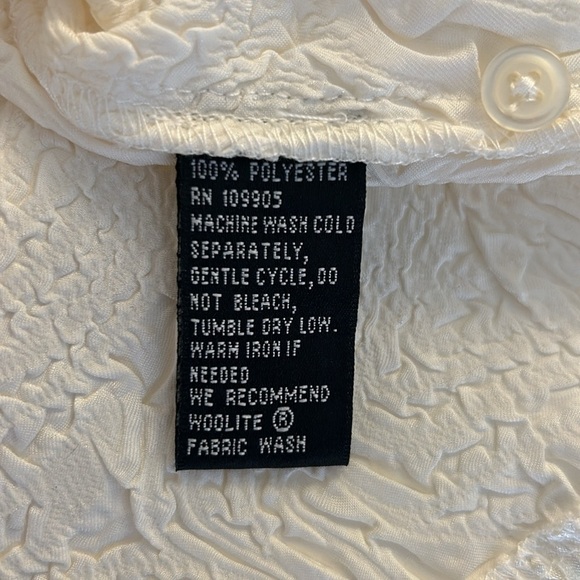 100% POLYESTER
RN 109905
MACHINE WASH COLD
SEPARATELY,
GENTLE CYCLE, DO
NOT BLEACH,
TUMBLE DRY LOW.
WARM IRON IF
NEEDED
WE RECOMMEND
WOOLITE ®
FABRIC WASH